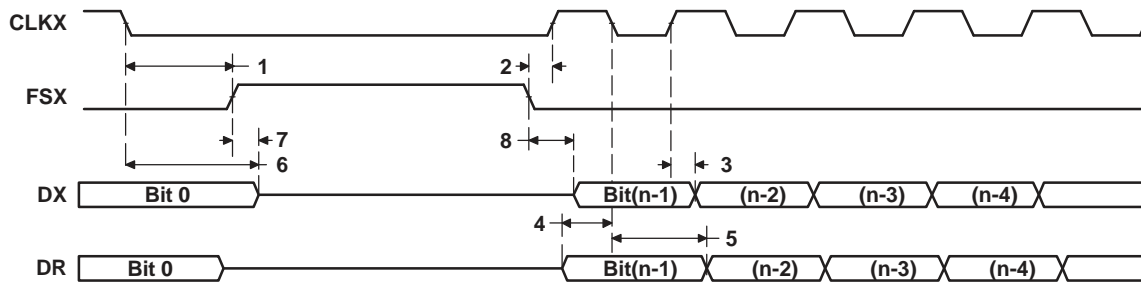 CLKX
1
2
FSX
7
8
6
3
DX
Bit 0
Bit(n-1)
(n-2)
(n-3)
(n-4)
4
5
DR
Bit 0
Bit(n-1)
(n-2)
(n-3)
(n-4)